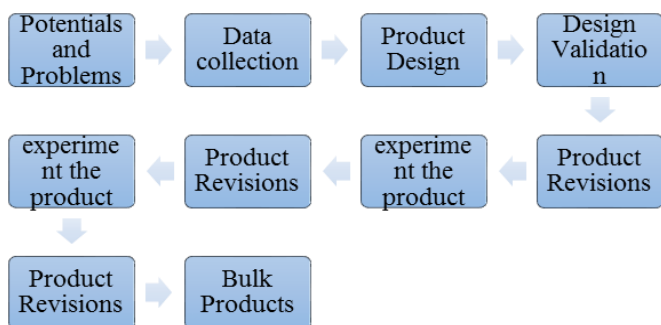 Potentials
and
Problems
Data
collection
Product
Design
Design
Validatio
n
experime
nt the
product
Product
Revisions
experime
nt the
product
Product
Revisions
Product
Revisions
Bulk
Products